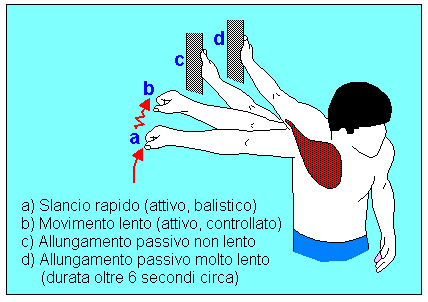 c
d
b
a
a) Slancio rapido (attivo, balistico)
b) Movimento lento (attivo, controllato)
c) Allungamento passivo non lento
d) Allungamento passivo molto lento
(durata oltre 6 secondi circa)